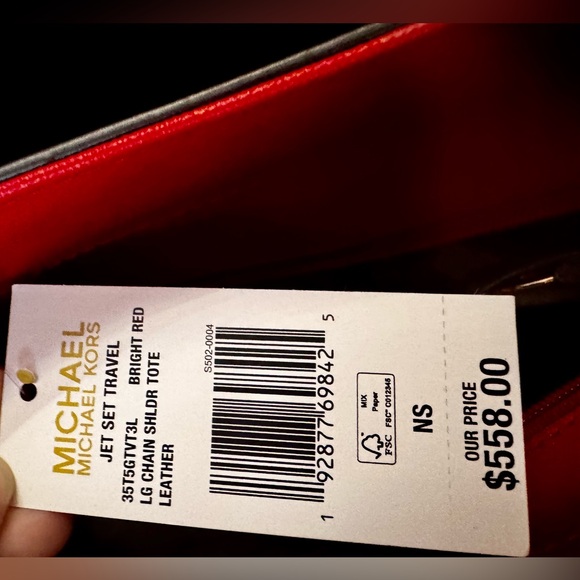 MICHAEL
MICHAEL KORS
JET SET TRAVEL
35T5GTVT3L BRIGHT RED
LG CHAIN SHLDR TOTE
LEATHER
S502-0004
1 92877 69842 5
MIX
Paper
FSC FSC® C012345
NS
OUR PRICE
$558.00